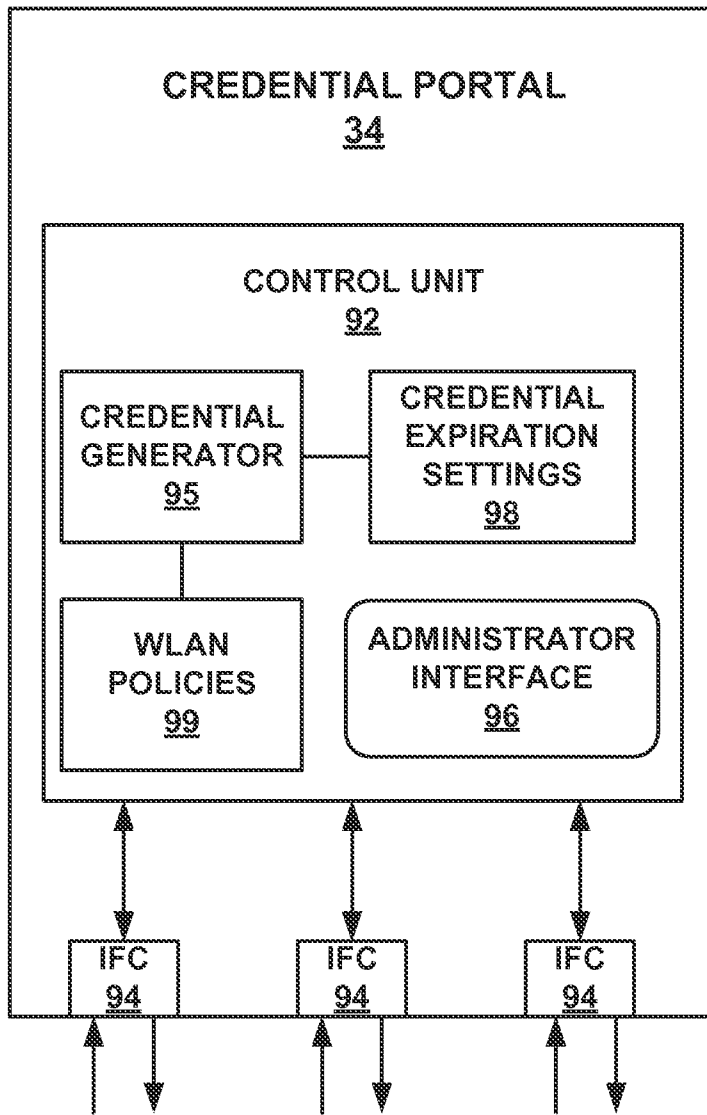 CREDENTIAL PORTAL
34
CONTROL UNIT
92
CREDENTIAL
GENERATOR
95
CREDENTIAL
EXPIRATION
SETTINGS
98
WLAN
POLICIES
99
ADMINISTRATOR
INTERFACE
96
IFC
94
IFC
94
IFC
94